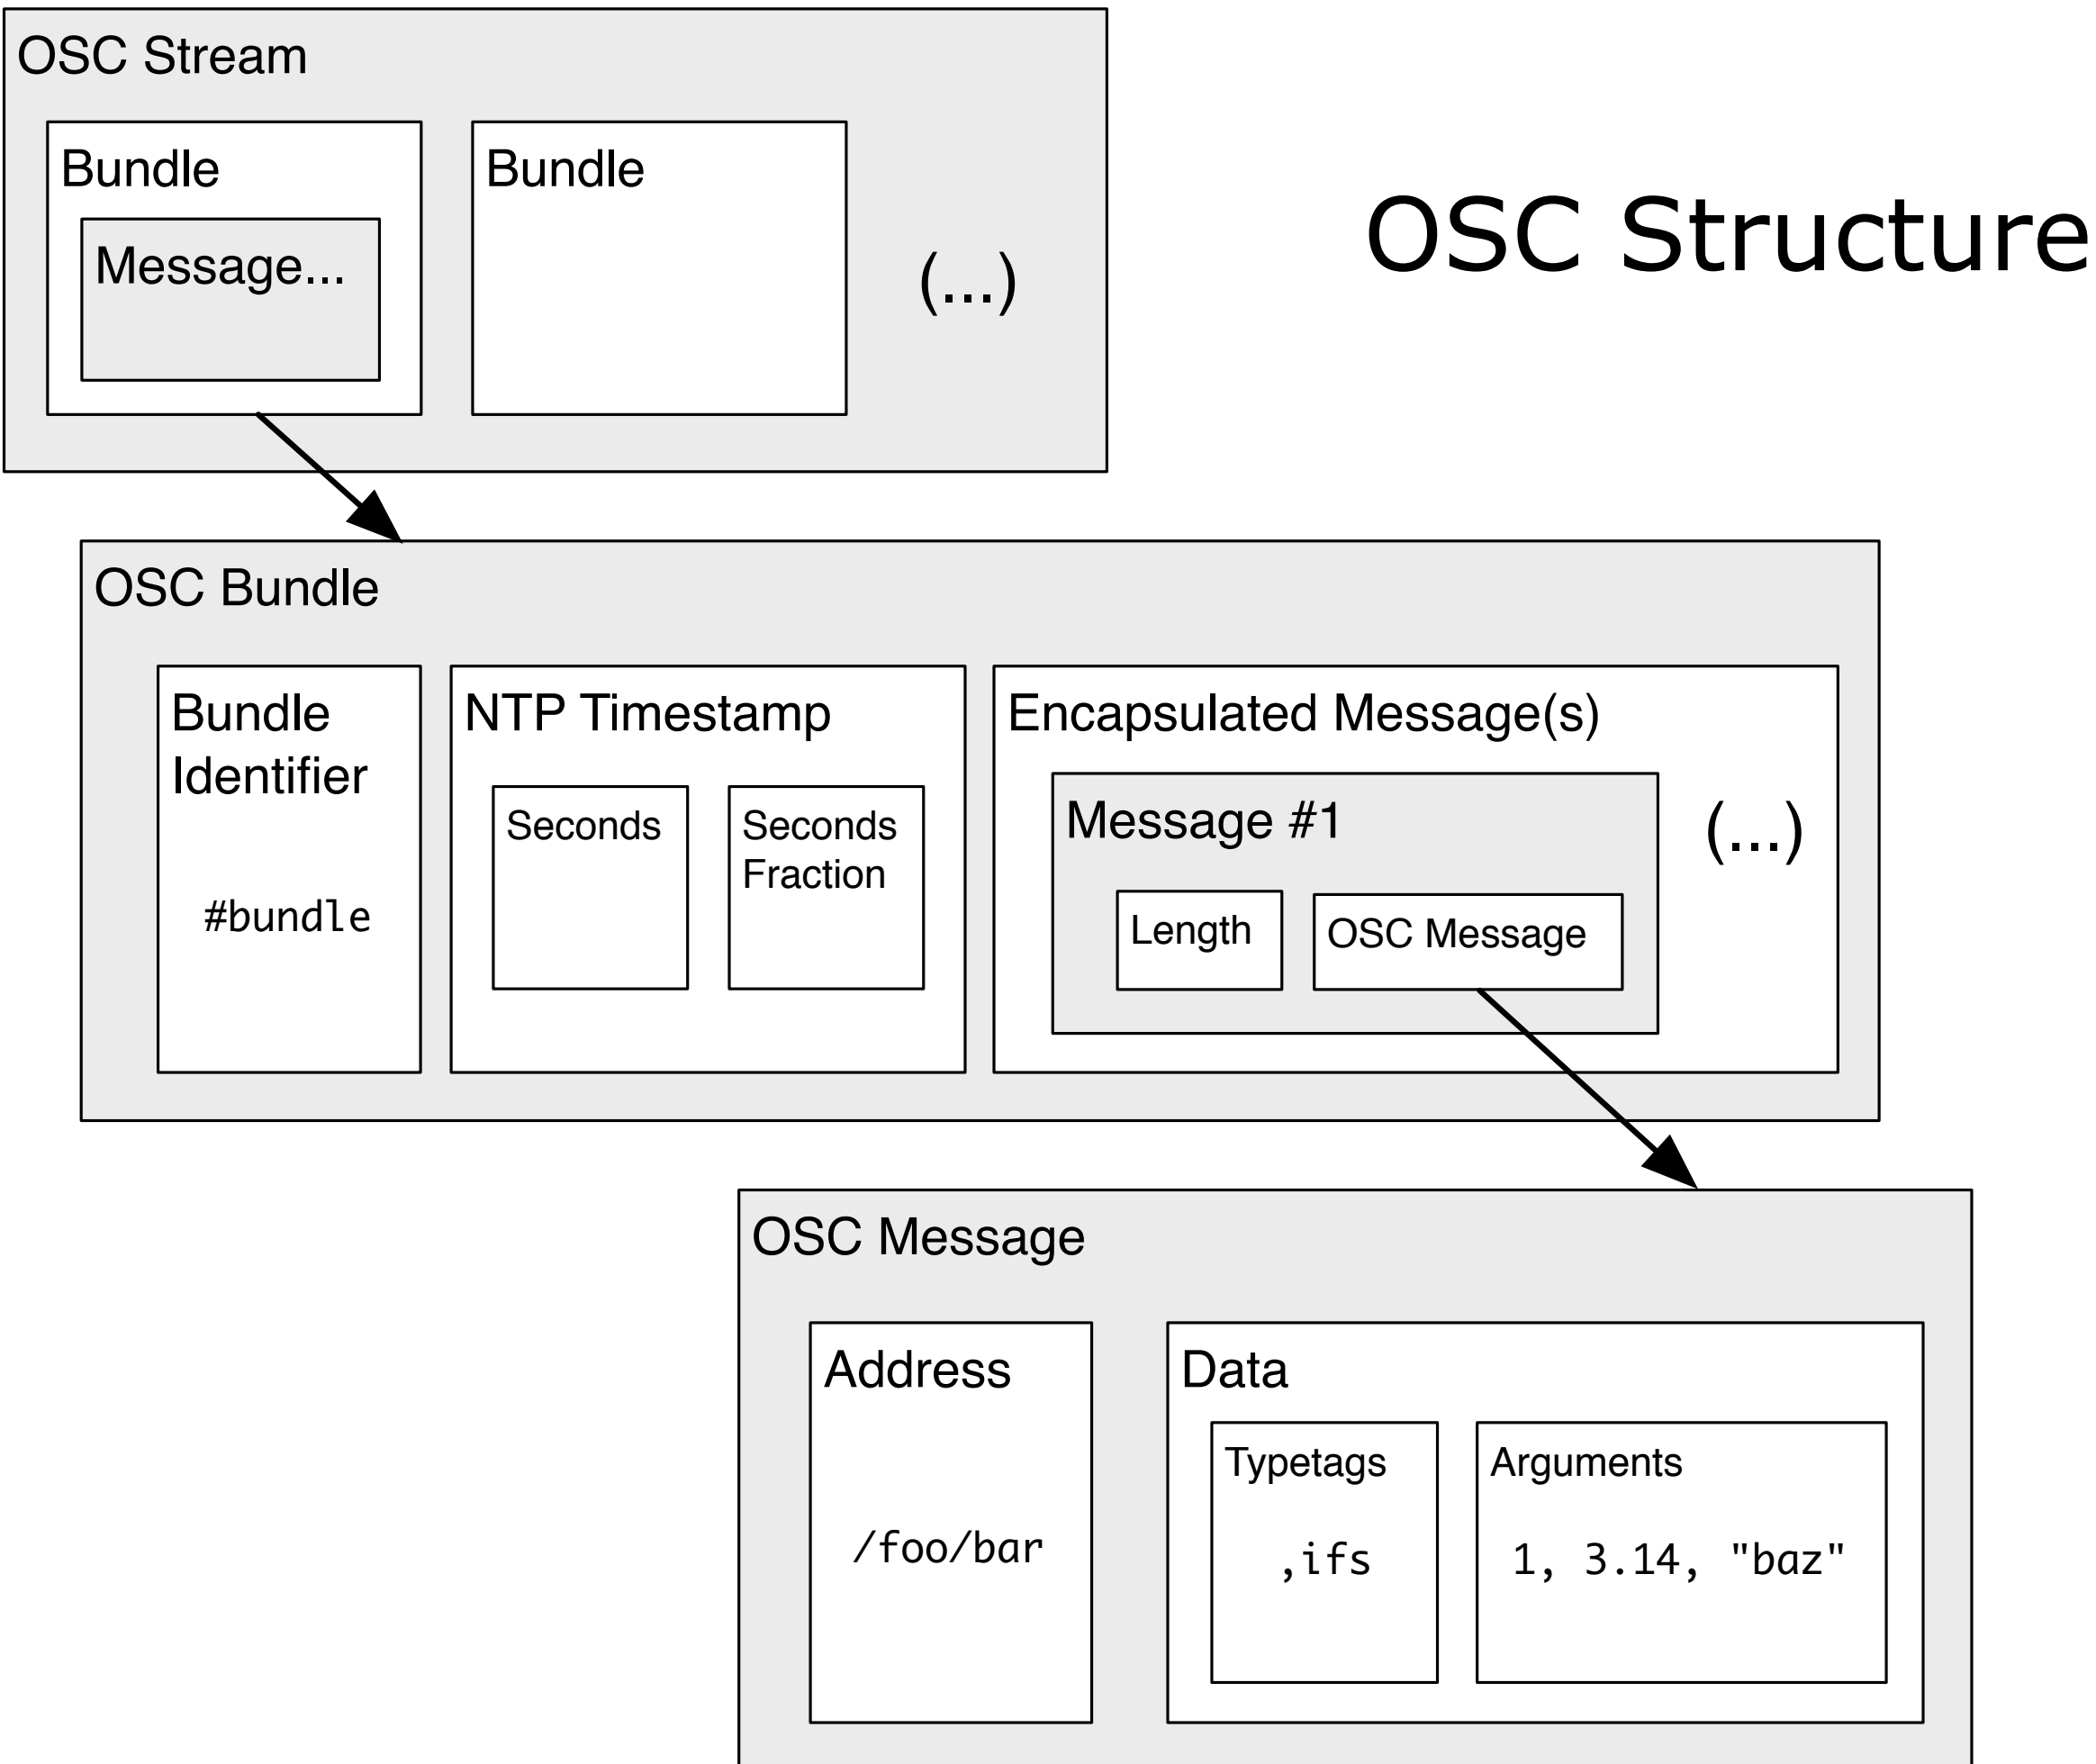 OSC Stream
Bundle
Message...
Bundle
(...)
OSC Structure
OSC Bundle
Bundle
Identifier
#bundle
NTP Timestamp
Seconds
Seconds
Fraction
Encapsulated Message(s)
Message #1
Length
OSC Message
(...)
OSC Message
Address
/foo/bar
Data
Typetags
,ifs
Arguments
1, 3.14, "baz"